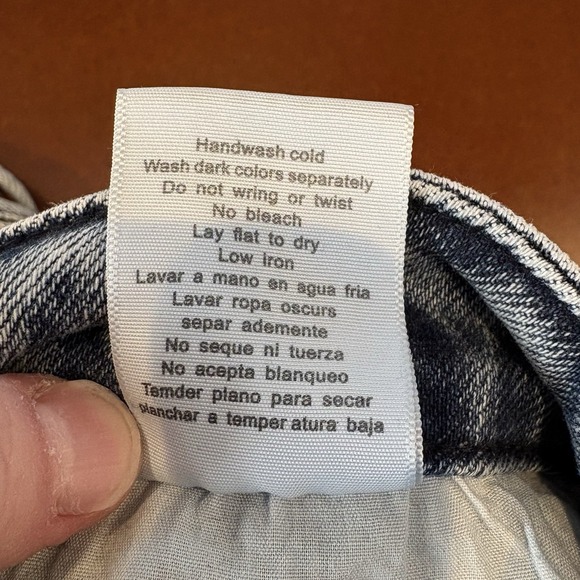 Handwash cold
Wash dark colors separately
Do not wring or twist
No bleach
Lay flat to dry
Low iron
Lavar a mano en agua fria
Lavar ropa oscurs
separ ademente
No seque ni tuerza
No acepta blanqueo
Tamder plano para secar
planchar a temper atura baja